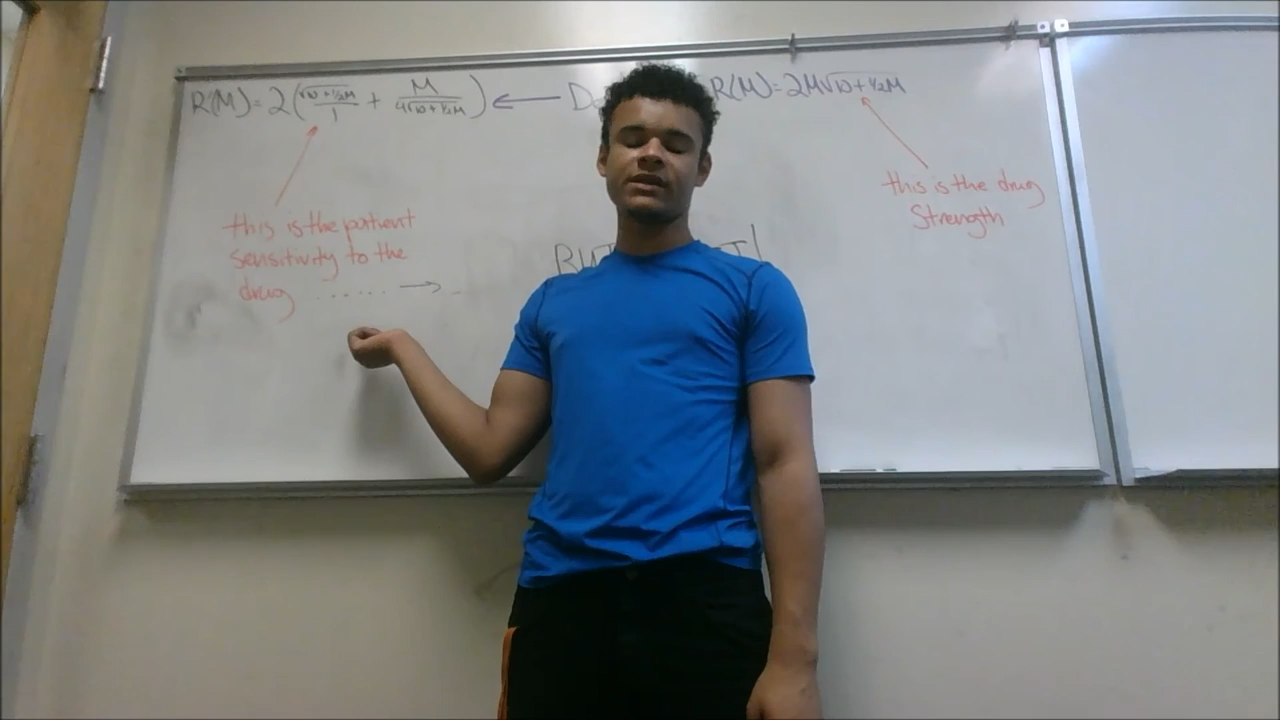 R'(M) = 2(√10+½M/1 + M/4√10+½M) ← D
R(M) = 2M√10+½M
this is the patient
sensitivity to the
drug ......→
this is the drug
Strength